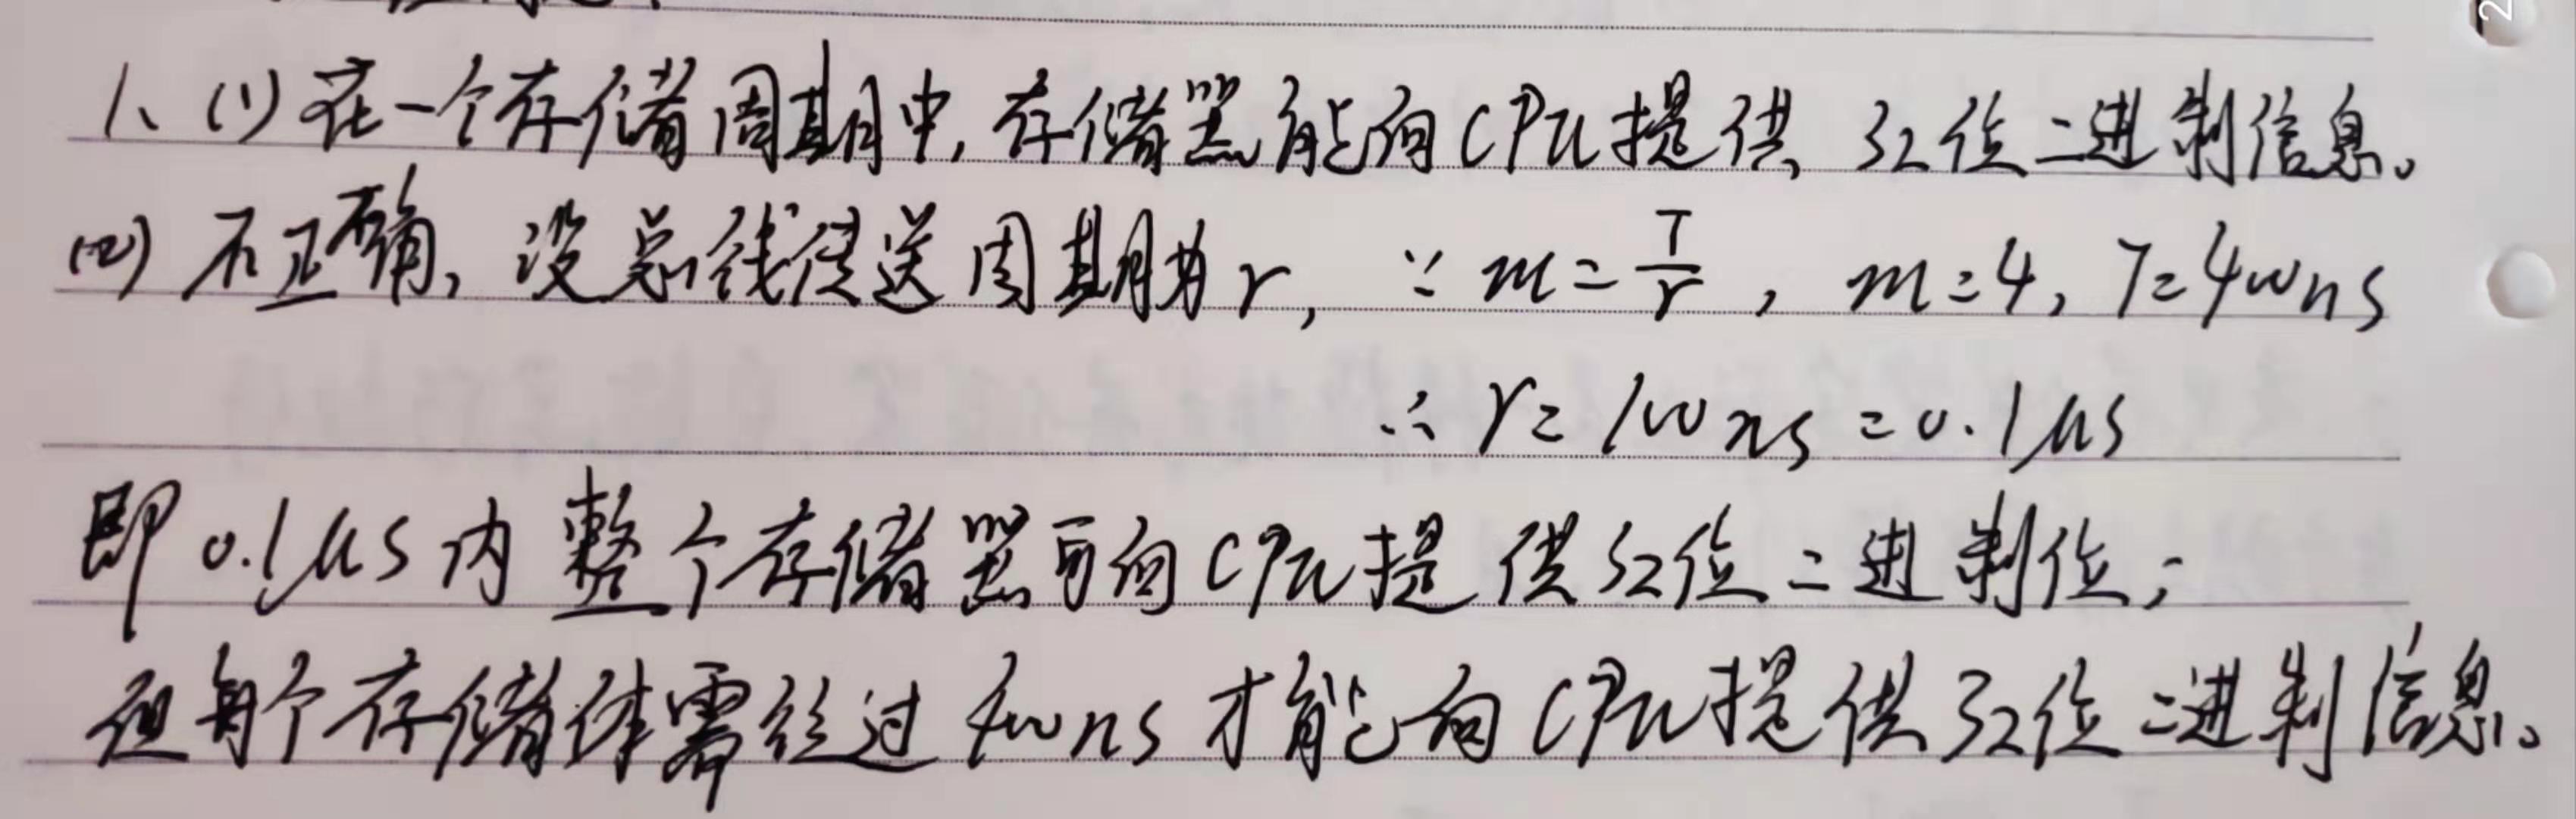 1、(1)在一个存储周期中,存储器能向CPU提供32位二进制信息。
(2)不正确,设总线传送周期为r,∵m=T/r,m=4,T=400ns
∴r=100ns=0.1μs
即0.1μs内整个存储器可向CPU提供32位二进制位;
但每个存储体需经过400ns才能向CPU提供32位二进制信息。